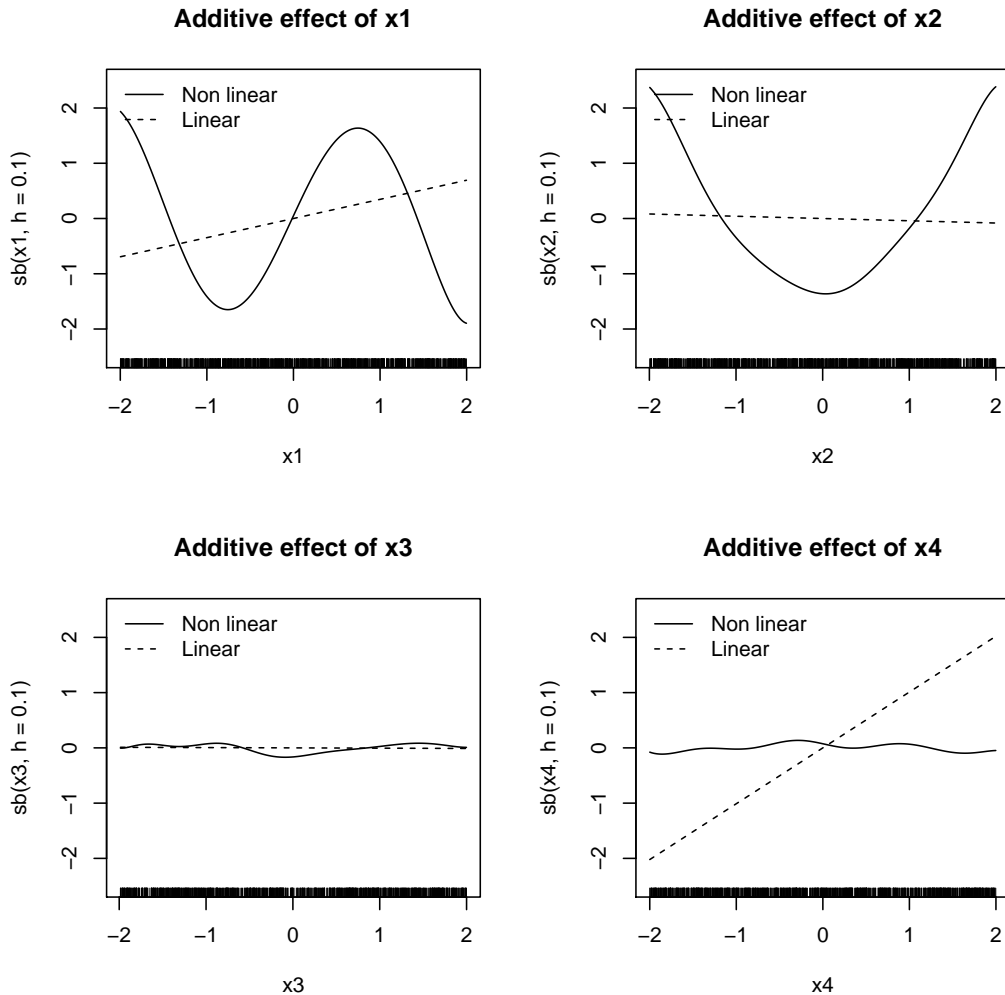 Additive effect of x1
Non linear
Linear
sb(x1, h = 0.1)
2
1
0
−1
−2
−2 −1 0 1 2
x1
Additive effect of x2
Non linear
Linear
sb(x2, h = 0.1)
2
1
0
−1
−2
−2 −1 0 1 2
x2
Additive effect of x3
Non linear
Linear
sb(x3, h = 0.1)
2
1
0
−1
−2
−2 −1 0 1 2
x3
Additive effect of x4
Non linear
Linear
sb(x4, h = 0.1)
2
1
0
−1
−2
−2 −1 0 1 2
x4